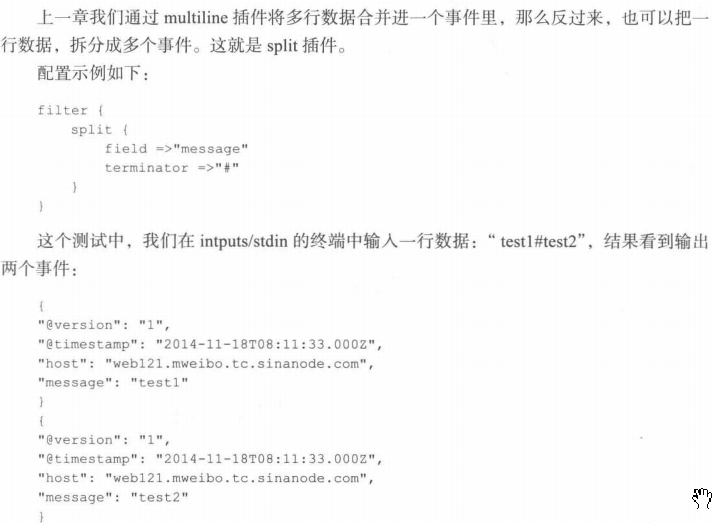 上一章我们通过 multiline 插件将多行数据合并进一个事件里，那么反过来，也可以把一
行数据，拆分成多个事件。这就是 split 插件。
配置示例如下：
filter {
split {
field =>"message"
terminator =>"#"
}
}
这个测试中，我们在 intputs/stdin 的终端中输入一行数据：“ test1#test2”，结果看到输出
两个事件：
{
"@version": "1",
"@timestamp": "2014-11-18T08:11:33.000Z",
"host": "web121.mweibo.tc.sinanode.com",
"message": "test1"
}
{
"@version": "1",
"@timestamp": "2014-11-18T08:11:33.000Z",
"host": "web121.mweibo.tc.sinanode.com",
"message": "test2"
}